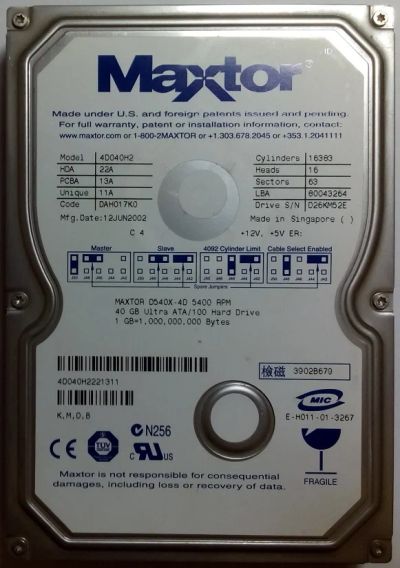 Maxtor
Made under U.S. and foreign patents issued and pending.
For full warranty, patent or installation information, contact:
www.maxtor.com or 1-800-2MAXTOR or +1.303.678.2045 or +353.1.2041111
Model 4D040H2
HDA 22A
PCBA 13A
Unique 11A
Code DAH017K0
Cylinders 16383
Heads 16
Sectors 63
LBA 80043264
Drive S/N D26KM52E
Mfg.Date:12JUN2002 Made in Singapore ( )
C 4 +12V, +5V ER:
Master Slave 4092 Cylinder Limit Cable Select Enabled
Spare Jumpers
MAXTOR D540X-4D 5400 RPM
40 GB Ultra ATA/100 Hard Drive
1 GB=1,000,000,000 Bytes
4D040H2221311
K,M,O,B
檢磁 3902B670
MIC
E-H011-01-3267
CE
TÜV
N256
C US
FRAGILE
Maxtor is not responsible for consequential
damages, including loss or recovery of data.